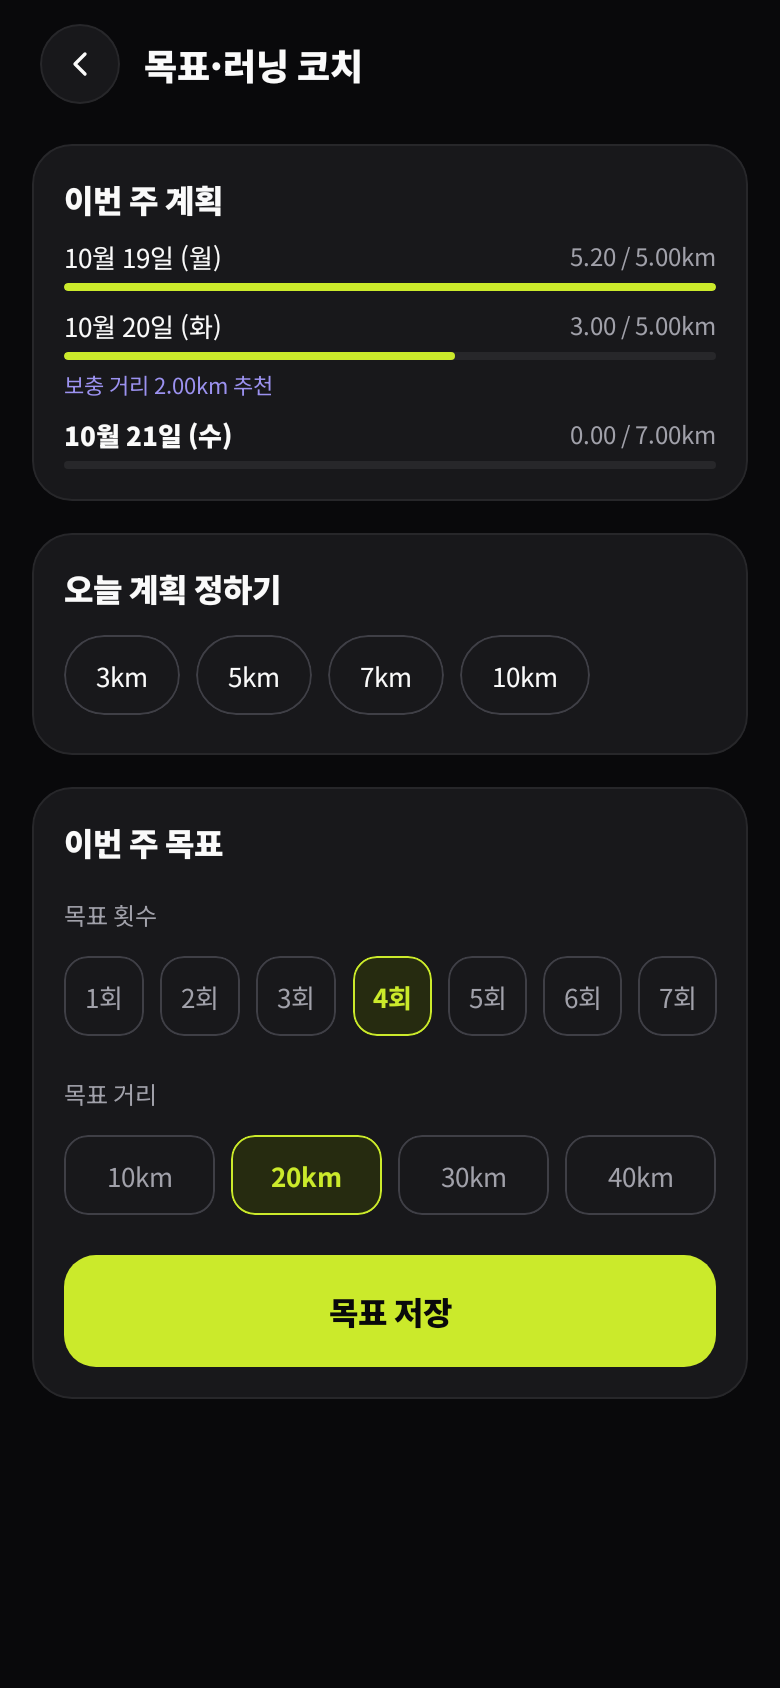 목표·러닝 코치
이번 주 계획
10월 19일 (월) 5.20 / 5.00km
10월 20일 (화) 3.00 / 5.00km
보충 거리 2.00km 추천
10월 21일 (수) 0.00 / 7.00km
오늘 계획 정하기
3km 5km 7km 10km
이번 주 목표
목표 횟수
1회 2회 3회 4회 5회 6회 7회
목표 거리
10km 20km 30km 40km
목표 저장